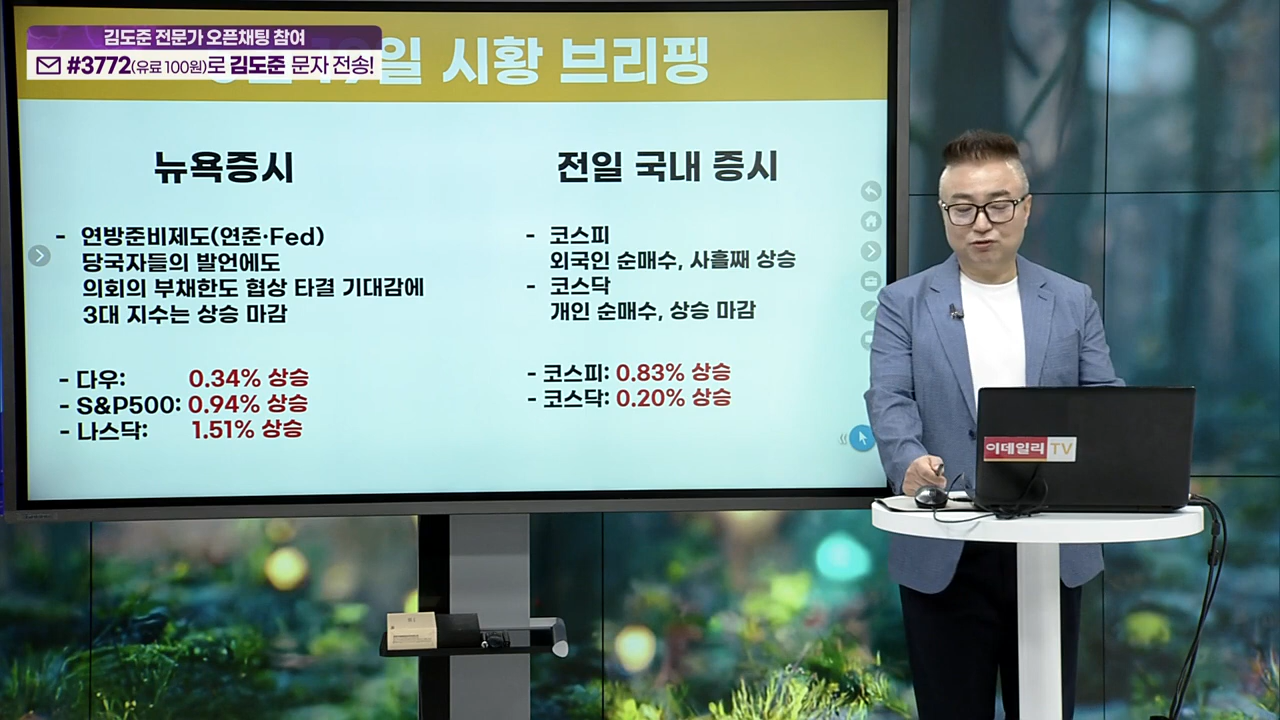 김도준 전문가 오픈채팅 참여
#3772(유료 100원)로 김도준 문자 전송!
일 시황 브리핑
뉴욕증시
- 연방준비제도(연준·Fed)
당국자들의 발언에도
의회의 부채한도 협상 타결 기대감에
3대 지수는 상승 마감
- 다우: 0.34% 상승
- S&P500: 0.94% 상승
- 나스닥: 1.51% 상승
전일 국내 증시
- 코스피
외국인 순매수, 사흘째 상승
- 코스닥
개인 순매수, 상승 마감
- 코스피: 0.83% 상승
- 코스닥: 0.20% 상승
이데일리 TV